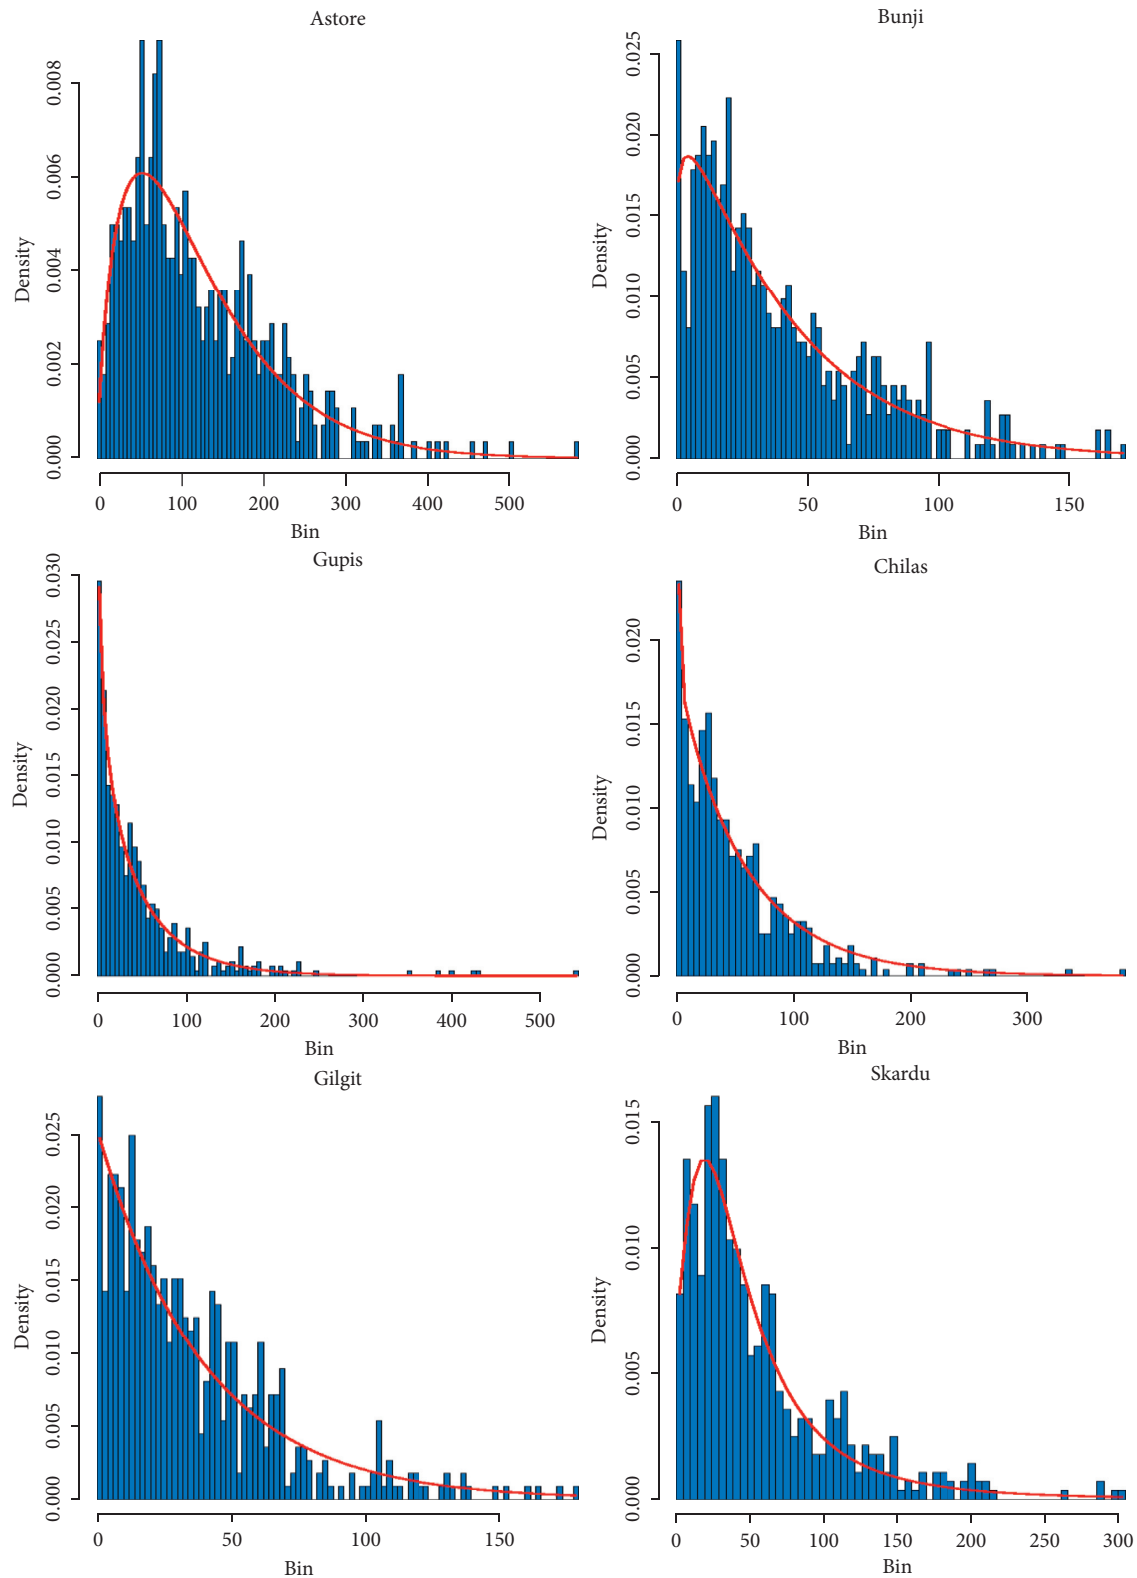 Astore
Density
0.000 0.002 0.004 0.006 0.008
0 100 200 300 400 500
Bin
Bunji
Density
0.000 0.005 0.010 0.015 0.020 0.025
0 50 100 150
Bin
Gupis
Density
0.000 0.005 0.010 0.015 0.020 0.025 0.030
0 100 200 300 400 500
Bin
Chilas
Density
0.000 0.005 0.010 0.015 0.020
0 100 200 300
Bin
Gilgit
Density
0.000 0.005 0.010 0.015 0.020 0.025
0 50 100 150
Bin
Skardu
Density
0.000 0.005 0.010 0.015
0 50 100 150 200 250 300
Bin